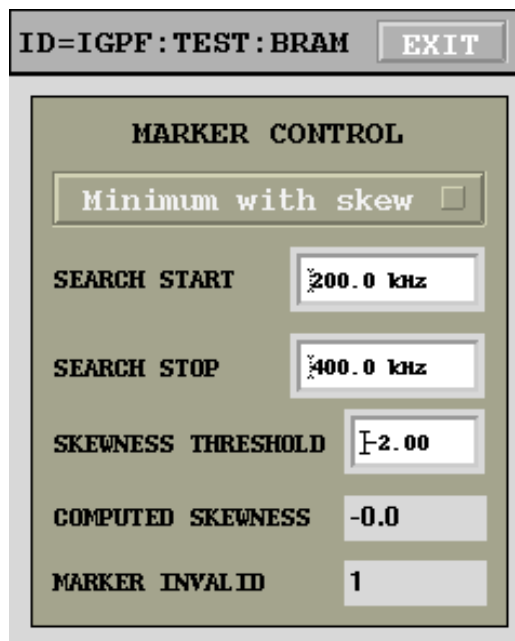 ID=IGPF:TEST:BRAM EXIT
MARKER CONTROL
Minimum with skew
SEARCH START 200.0 kHz
SEARCH STOP 400.0 kHz
SKEWNESS THRESHOLD -2.00
COMPUTED SKEWNESS -0.0
MARKER INVALID 1